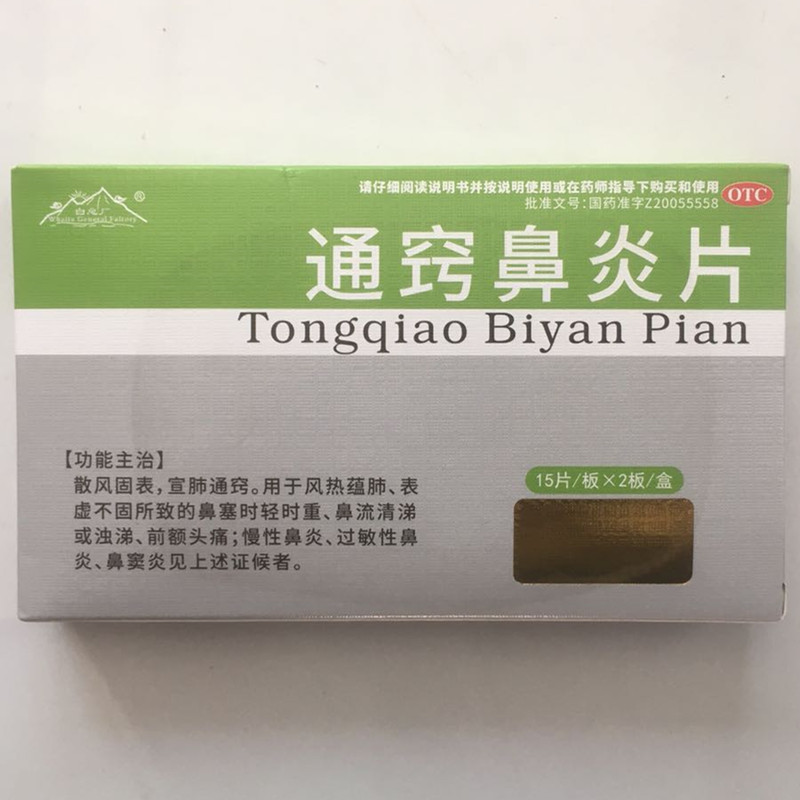 请仔细阅读说明书并按说明使用或在药师指导下购买和使用
批准文号：国药准字Z20055558
OTC
®
通窍鼻炎片
Tongqiao Biyan Pian
【功能主治】
散风固表，宣肺通窍。用于风热蕴肺、表
虚不固所致的鼻塞时轻时重、鼻流清涕
或浊涕、前额头痛；慢性鼻炎、过敏性鼻
炎、鼻窦炎见上述证候者。
15片/板×2板/盒